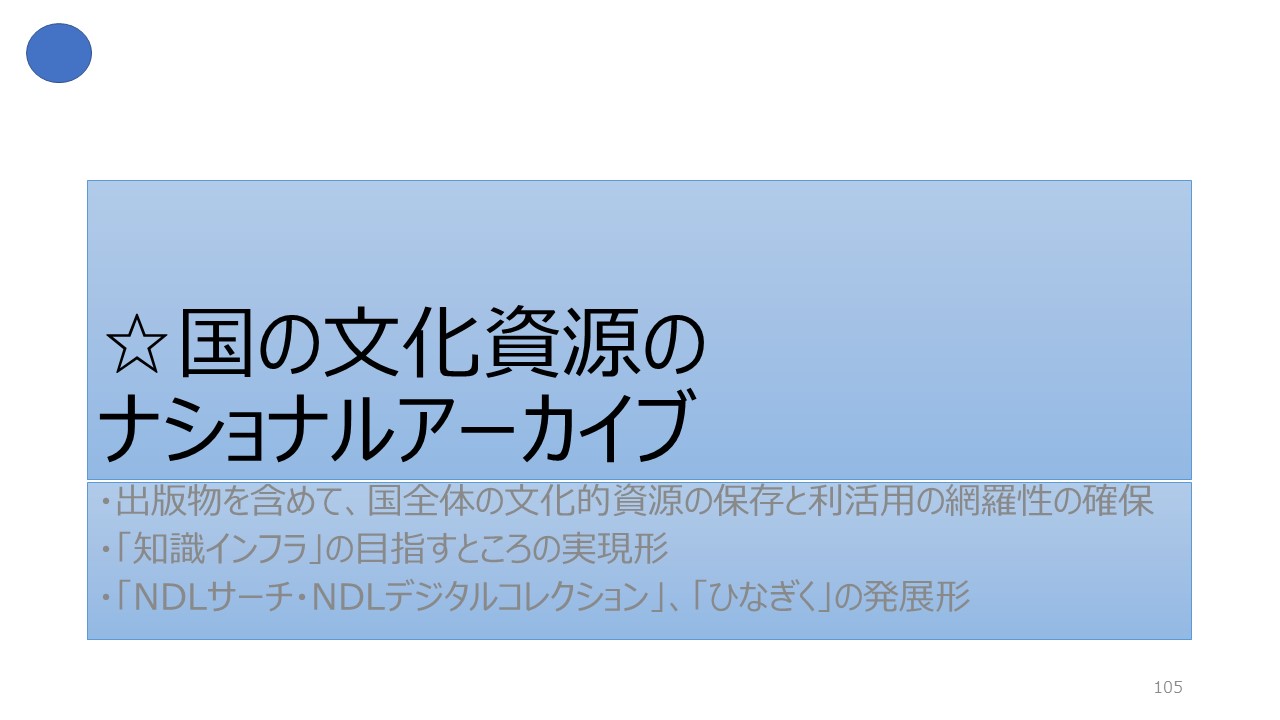 ☆国の文化資源の
ナショナルアーカイブ
・出版物を含めて、国全体の文化的資源の保存と利活用の網羅性の確保
・「知識インフラ」の目指すところの実現形
・「NDLサーチ・NDLデジタルコレクション」、「ひなぎく」の発展形
105